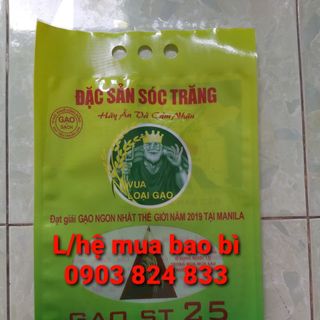 ĐẶC SẢN SÓC TRĂNG
Hãy Ăn Và Cảm Nhận
GẠO
SẠCH
VUA
LOẠI GẠO
Đạt giải GẠO NGON NHẤT THẾ GIỚI NĂM 2019 TẠI MANILA
L/hệ mua bao bì
0903 824 833
GẠO ST 25